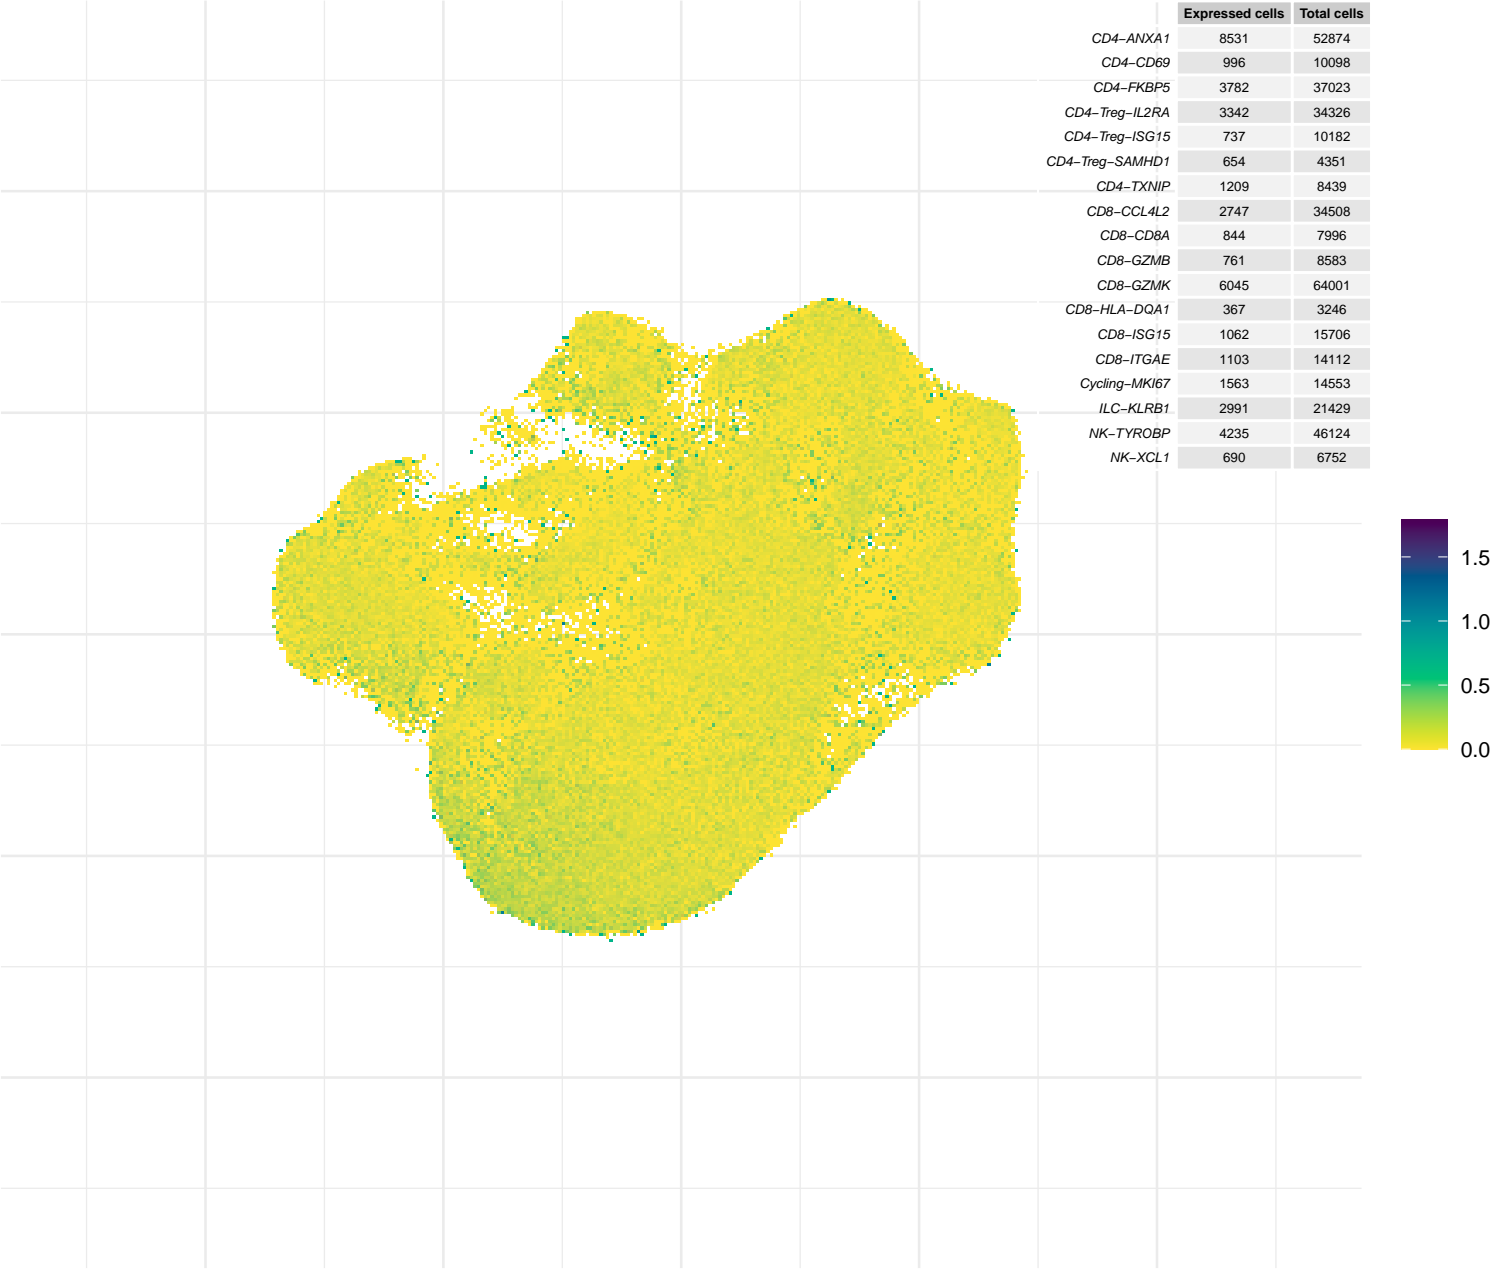 Expressed cells Total cells
CD4−ANXA1 8531 52874
CD4−CD69 996 10098
CD4−FKBP5 3782 37023
CD4−Treg−IL2RA 3342 34326
CD4−Treg−ISG15 737 10182
CD4−Treg−SAMHD1 654 4351
CD4−TXNIP 1209 8439
CD8−CCL4L2 2747 34508
CD8−CD8A 844 7996
CD8−GZMB 761 8583
CD8−GZMK 6045 64001
CD8−HLA−DQA1 367 3246
CD8−ISG15 1062 15706
CD8−ITGAE 1103 14112
Cycling−MKI67 1563 14553
ILC−KLRB1 2991 21429
NK−TYROBP 4235 46124
NK−XCL1 690 6752
1.5
1.0
0.5
0.0